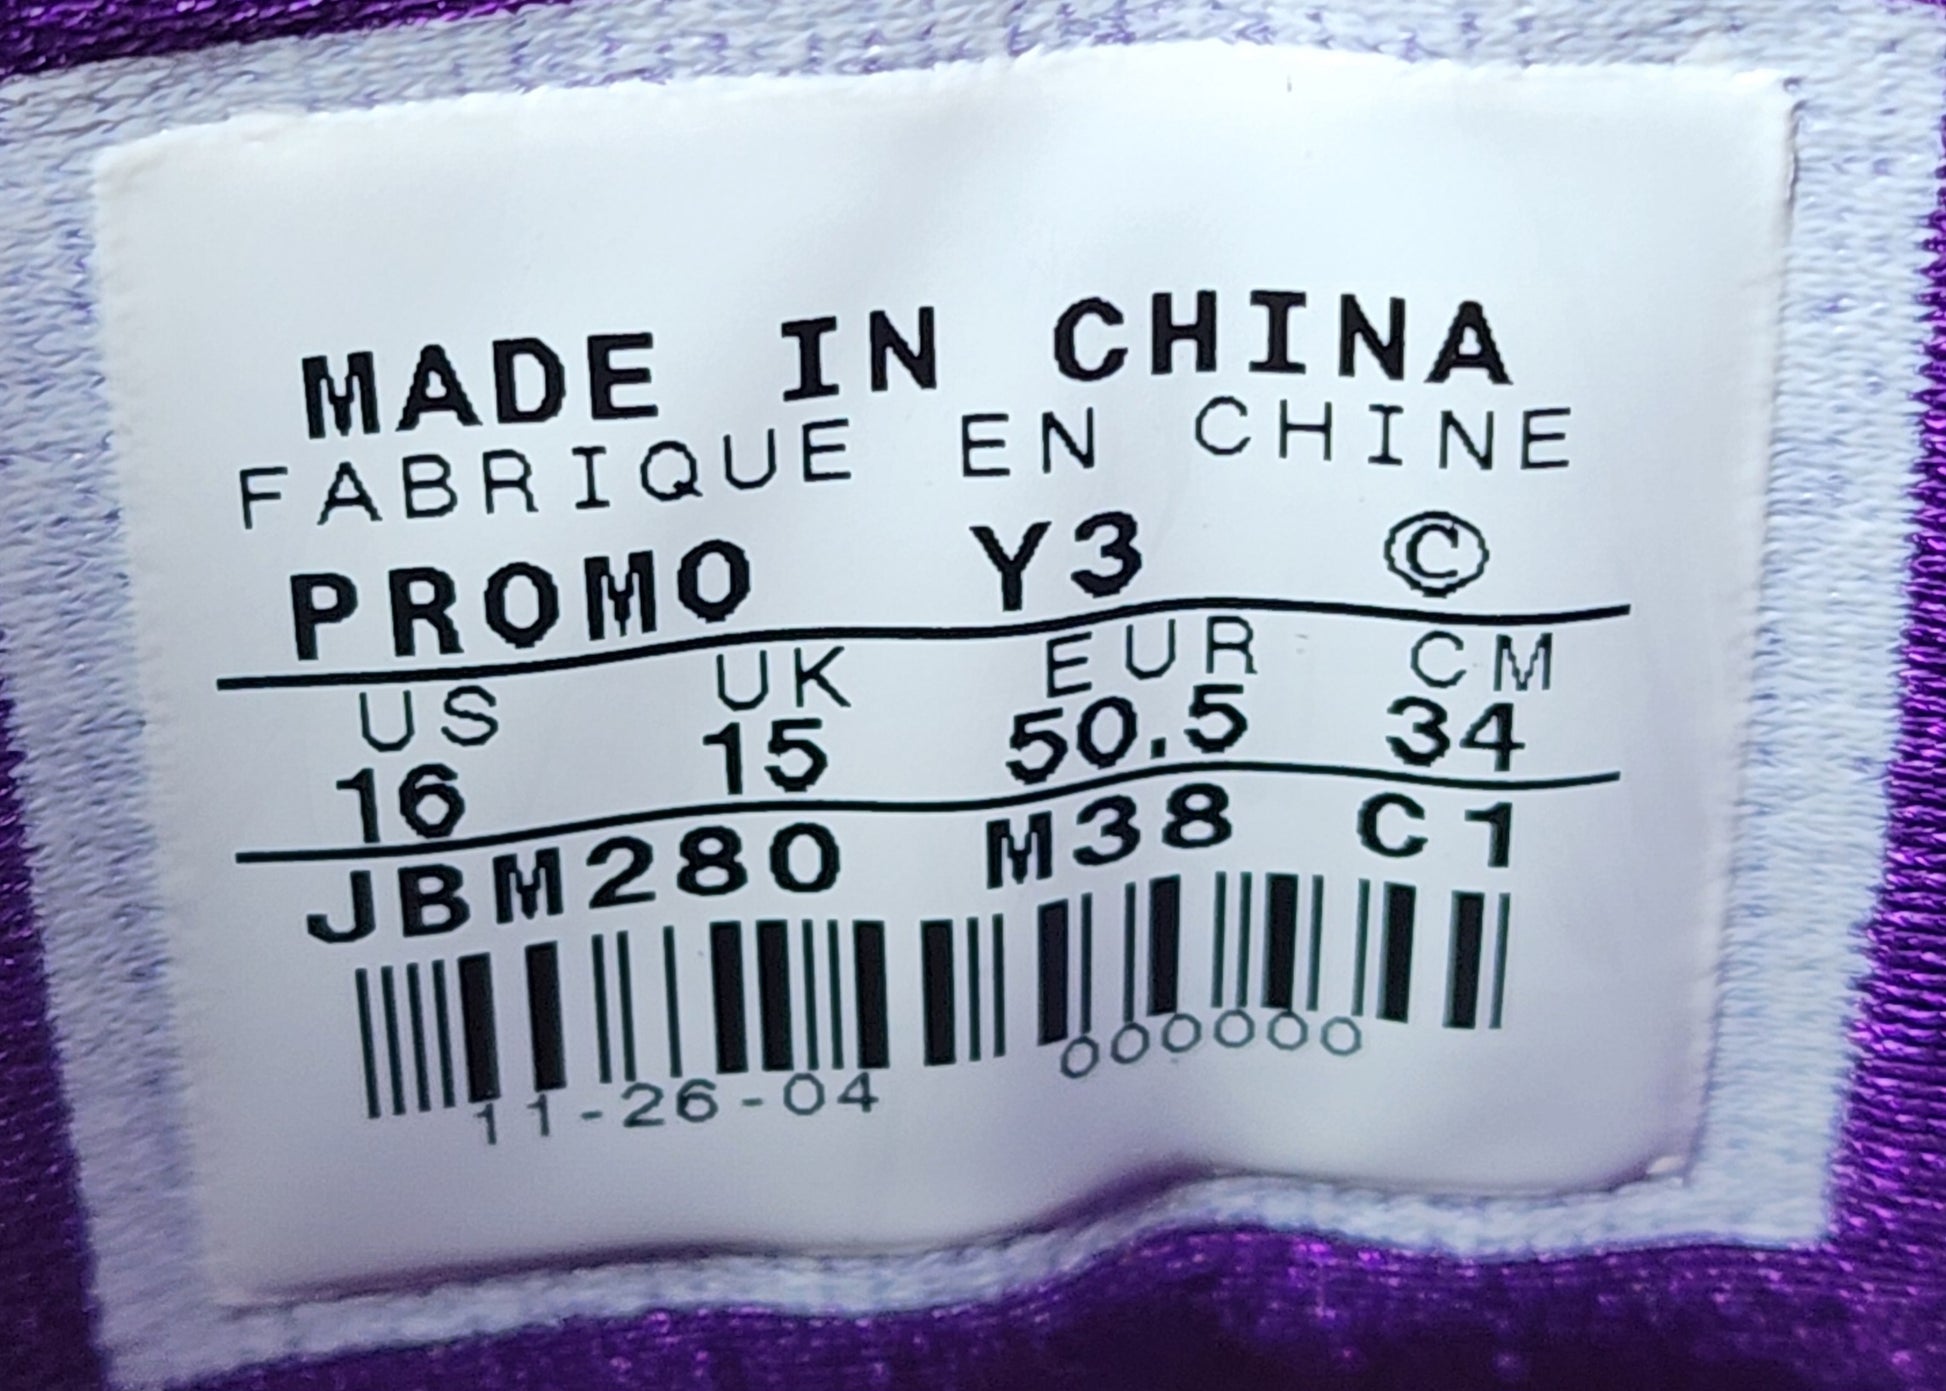 MADE IN CHINA
FABRIQUE EN CHINE
PROMO Y3 ©
US UK EUR CM
16 15 50.5 34
JBM280 M38 C1
11-26-04 000000